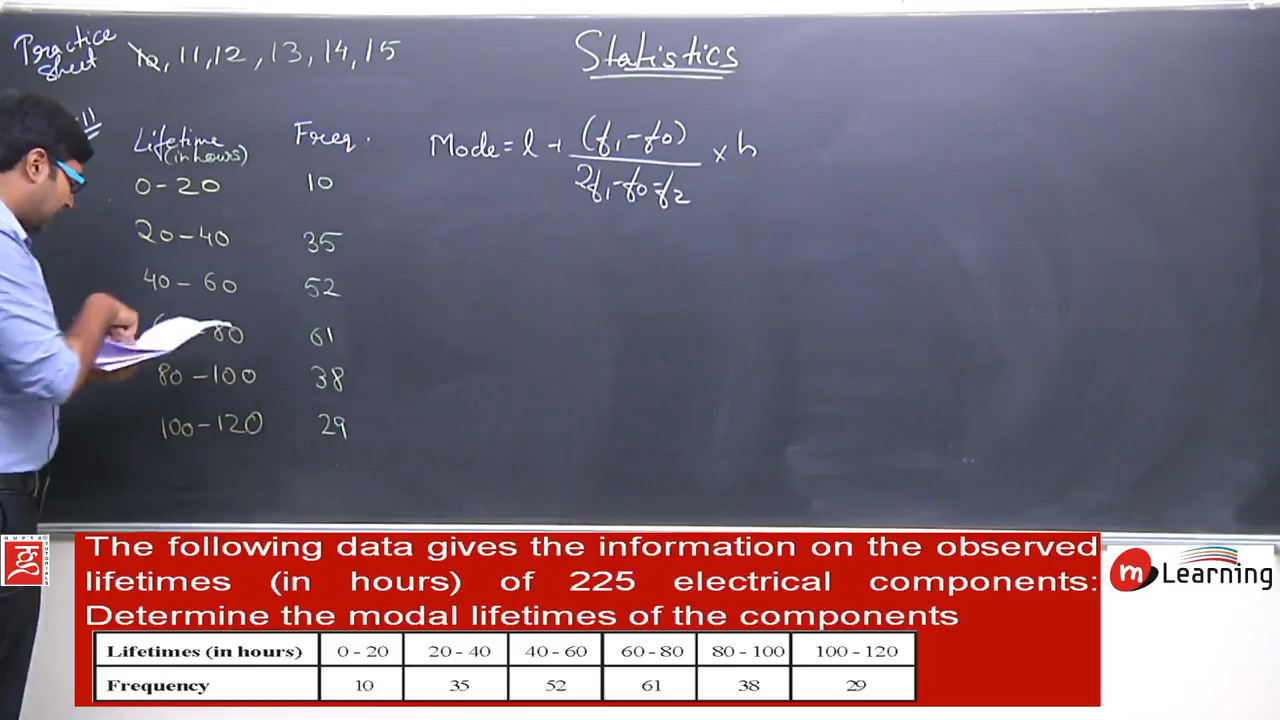 Practice Sheet 10, 11, 12, 13, 14, 15
Statistics
11
Lifetime (in hours) Freq.
0-20 10
20-40 35
40-60 52
-80 61
80-100 38
100-120 29
Mode = l + (f1-f0) / 2f1-f0-f2 × h
GUPTA TUTORIALS
The following data gives the information on the observed
lifetimes (in hours) of 225 electrical components:
Determine the modal lifetimes of the components
Lifetimes (in hours) 0 - 20 20 - 40 40 - 60 60 - 80 80 - 100 100 - 120
Frequency 10 35 52 61 38 29
m Learning